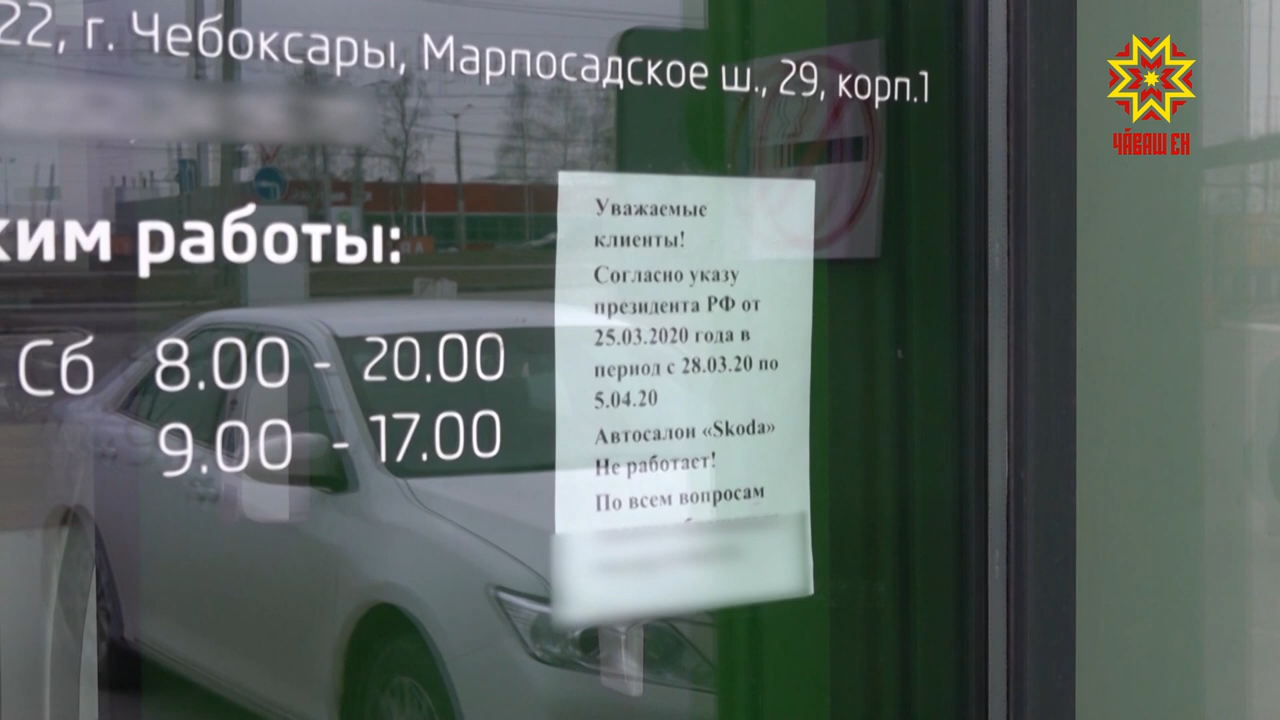 22, г. Чебоксары, Марпосадское ш., 29, корп.1
ЧӐВАШ ЕН
ким работы:
Сб 8.00 - 20.00
9.00 - 17.00
Уважаемые
клиенты!
Согласно указу
президента РФ от
25.03.2020 года в
период с 28.03.20 по
5.04.20
Автосалон «Skoda»
Не работает!
По всем вопросам